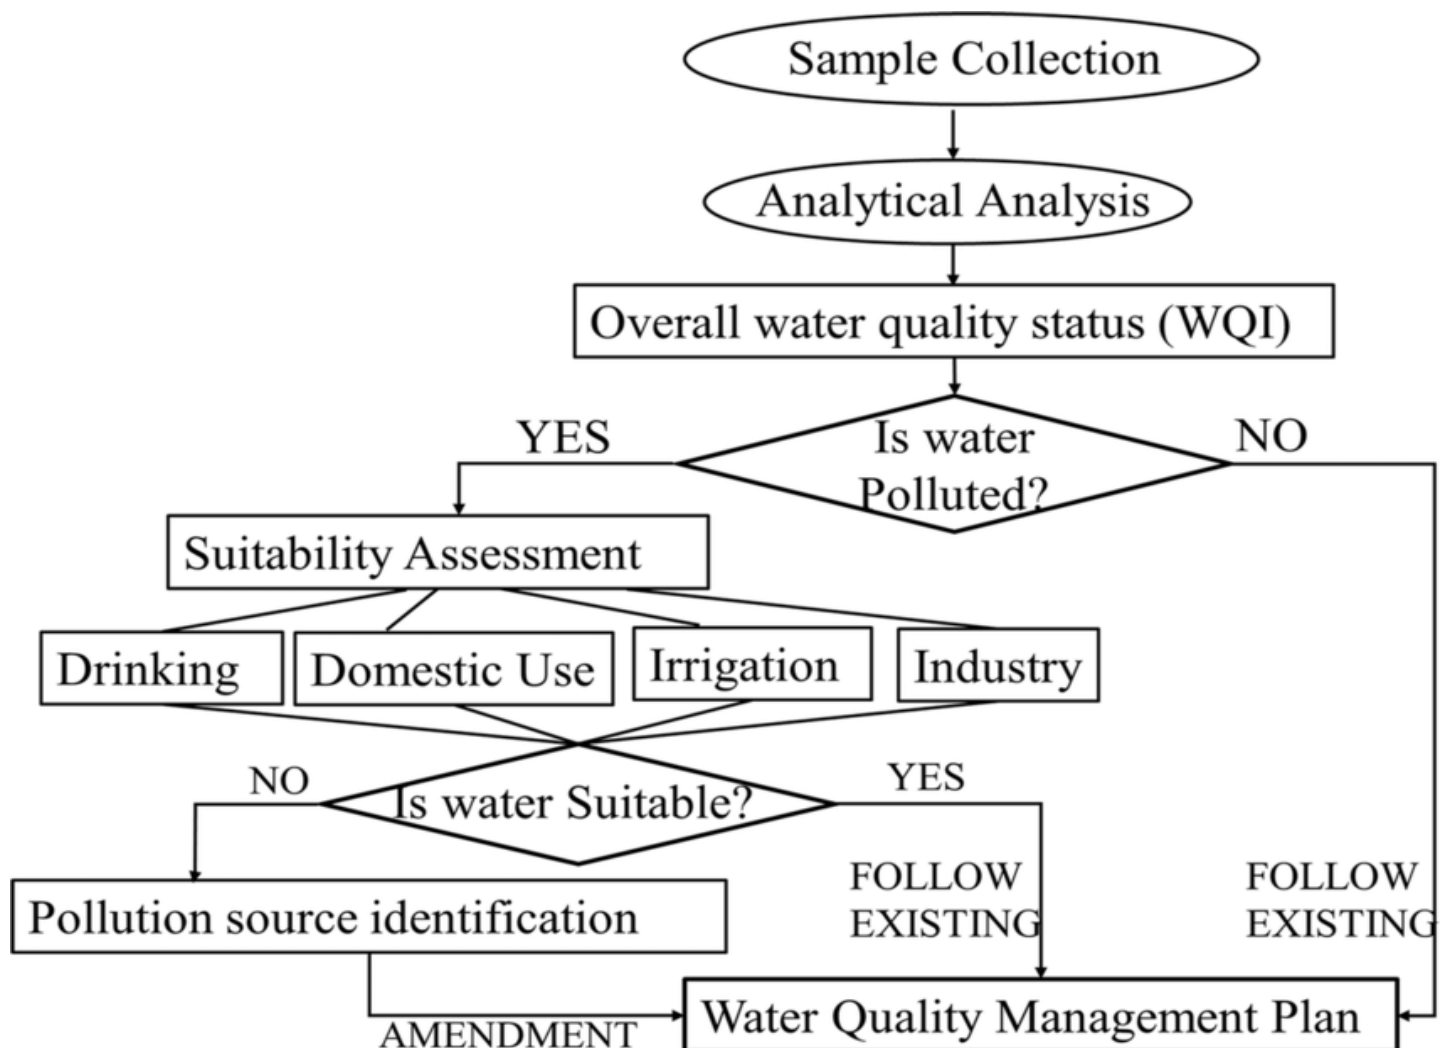 Sample Collection
Analytical Analysis
Overall water quality status (WQI)
YES
Is water
Polluted?
NO
Suitability Assessment
Drinking
Domestic Use
Irrigation
Industry
NO
Is water Suitable?
YES
FOLLOW
EXISTING
FOLLOW
EXISTING
Pollution source identification
AMENDMENT
Water Quality Management Plan